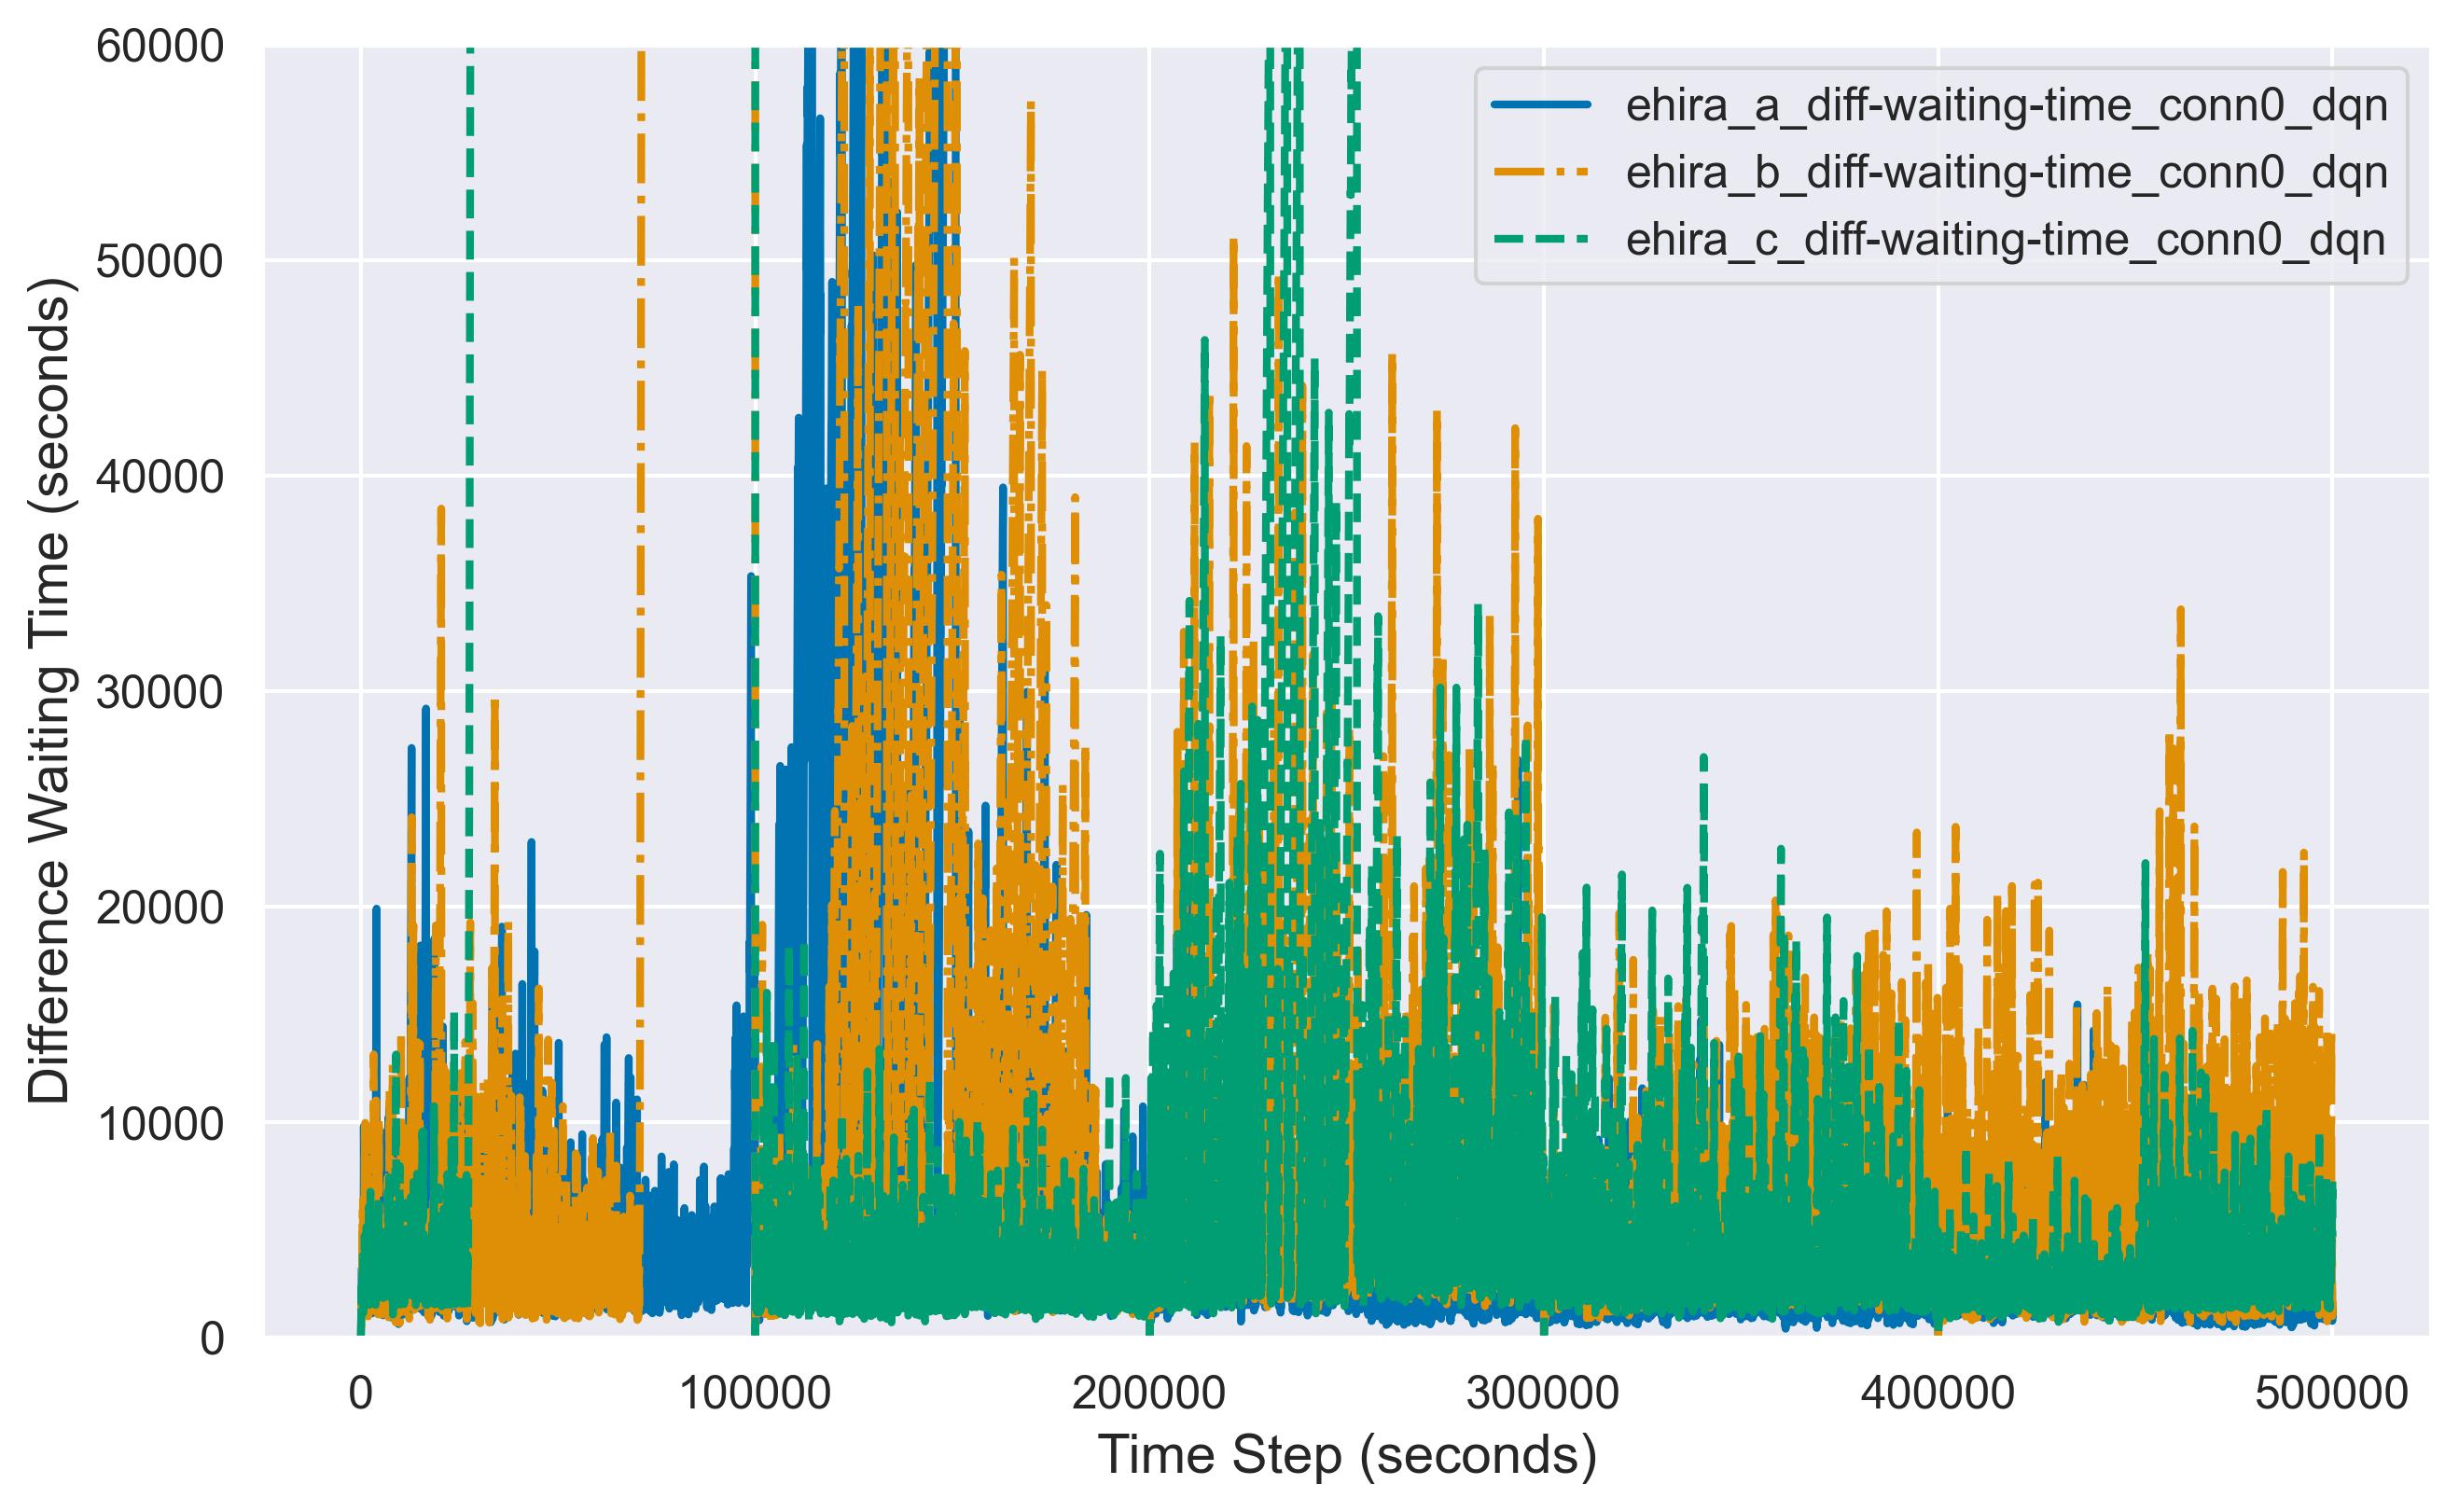 60000
50000
40000
30000
20000
10000
0
Difference Waiting Time (seconds)
ehira_a_diff-waiting-time_conn0_dqn
ehira_b_diff-waiting-time_conn0_dqn
ehira_c_diff-waiting-time_conn0_dqn
0 100000 200000 300000 400000 500000
Time Step (seconds)